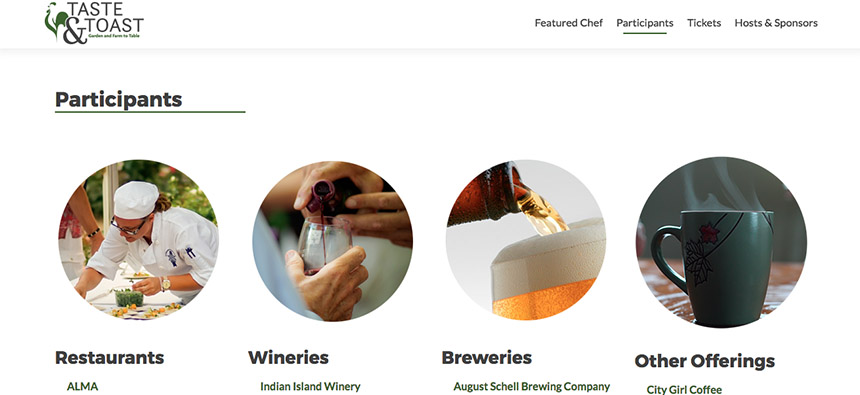 TASTE
& TOAST
Garden and Farm to Table
Featured Chef
Participants
Tickets
Hosts & Sponsors
Participants
Restaurants
ALMA
Wineries
Indian Island Winery
Breweries
August Schell Brewing Company
Other Offerings
City Girl Coffee